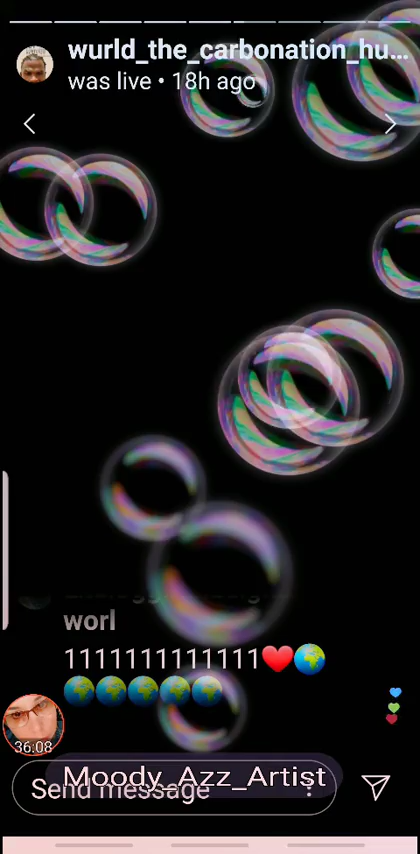 wurld_the_carbonation_hu...
was live • 18h ago
worl
1111111111111❤️🌍
🌍🌍🌍🌍🌍
36:08
Moody_Azz_Artist
Send message